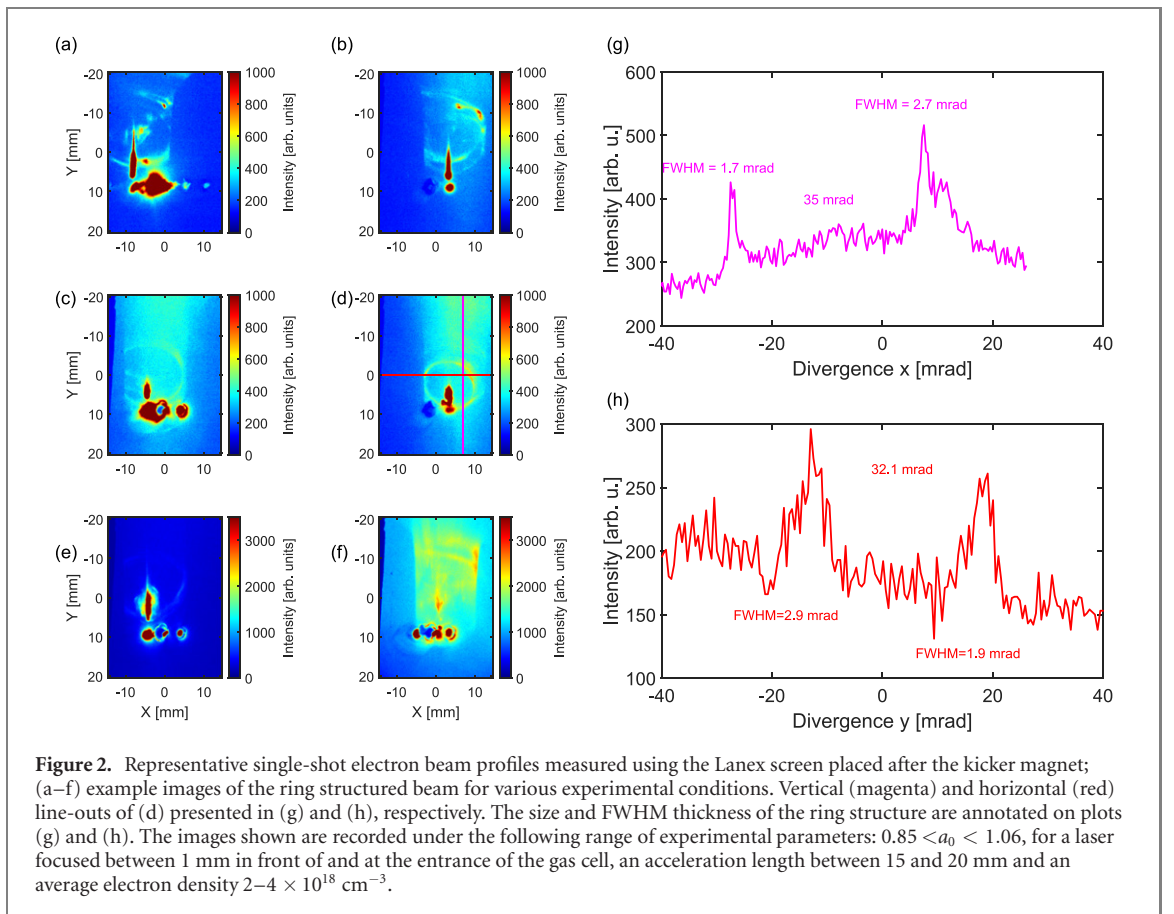 (a)
-20
-10
0
10
20
Y [mm]
-10 0 10
1000
800
600
400
200
0
Intensity [arb. units]
(b)
-20
-10
0
10
20
-10 0 10
1000
800
600
400
200
0
Intensity [arb. units]
(c)
-20
-10
0
10
20
Y [mm]
-10 0 10
1000
800
600
400
200
0
Intensity [arb. units]
(d)
-20
-10
0
10
20
-10 0 10
1000
800
600
400
200
0
Intensity [arb. units]
(e)
-20
-10
0
10
20
Y [mm]
-10 0 10
X [mm]
3000
2000
1000
0
Intensity [arb. units]
(f)
-20
-10
0
10
20
-10 0 10
X [mm]
3000
2000
1000
0
Intensity [arb. units]
(g)
600
500
400
300
200
Intensity [arb. u.]
FWHM = 2.7 mrad
FWHM = 1.7 mrad
35 mrad
-40 -20 0 20 40
Divergence x [mrad]
(h)
300
250
200
150
100
Intensity [arb. u.]
32.1 mrad
FWHM=2.9 mrad
FWHM=1.9 mrad
-40 -20 0 20 40
Divergence y [mrad]
Figure 2. Representative single-shot electron beam profiles measured using the Lanex screen placed after the kicker magnet;
(a–f) example images of the ring structured beam for various experimental conditions. Vertical (magenta) and horizontal (red)
line-outs of (d) presented in (g) and (h), respectively. The size and FWHM thickness of the ring structure are annotated on plots
(g) and (h). The images shown are recorded under the following range of experimental parameters: 0.85 <a₀ < 1.06, for a laser
focused between 1 mm in front of and at the entrance of the gas cell, an acceleration length between 15 and 20 mm and an
average electron density 2–4 × 10¹⁸ cm⁻³.